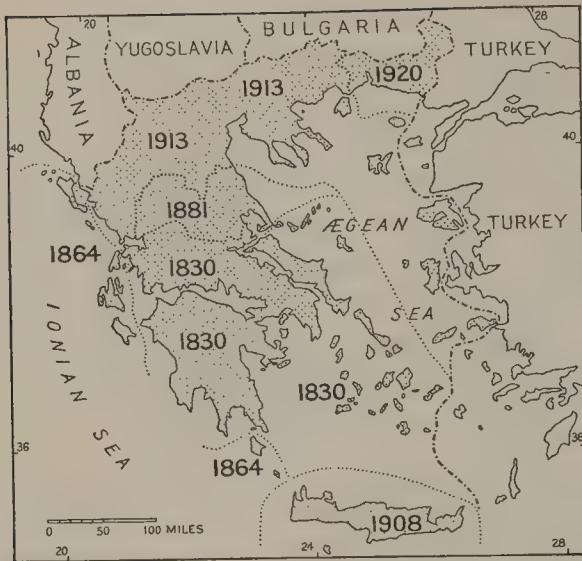 20
28
BULGARIA
YUGOSLAVIA
TURKEY
ALBANIA
1920
1913
1913
40
40
1881
ÆGEAN
TURKEY
1864
1830
SEA
IONIAN SEA
1830
1830
36
36
1864
0 50 100 MILES
1908
20
24
28